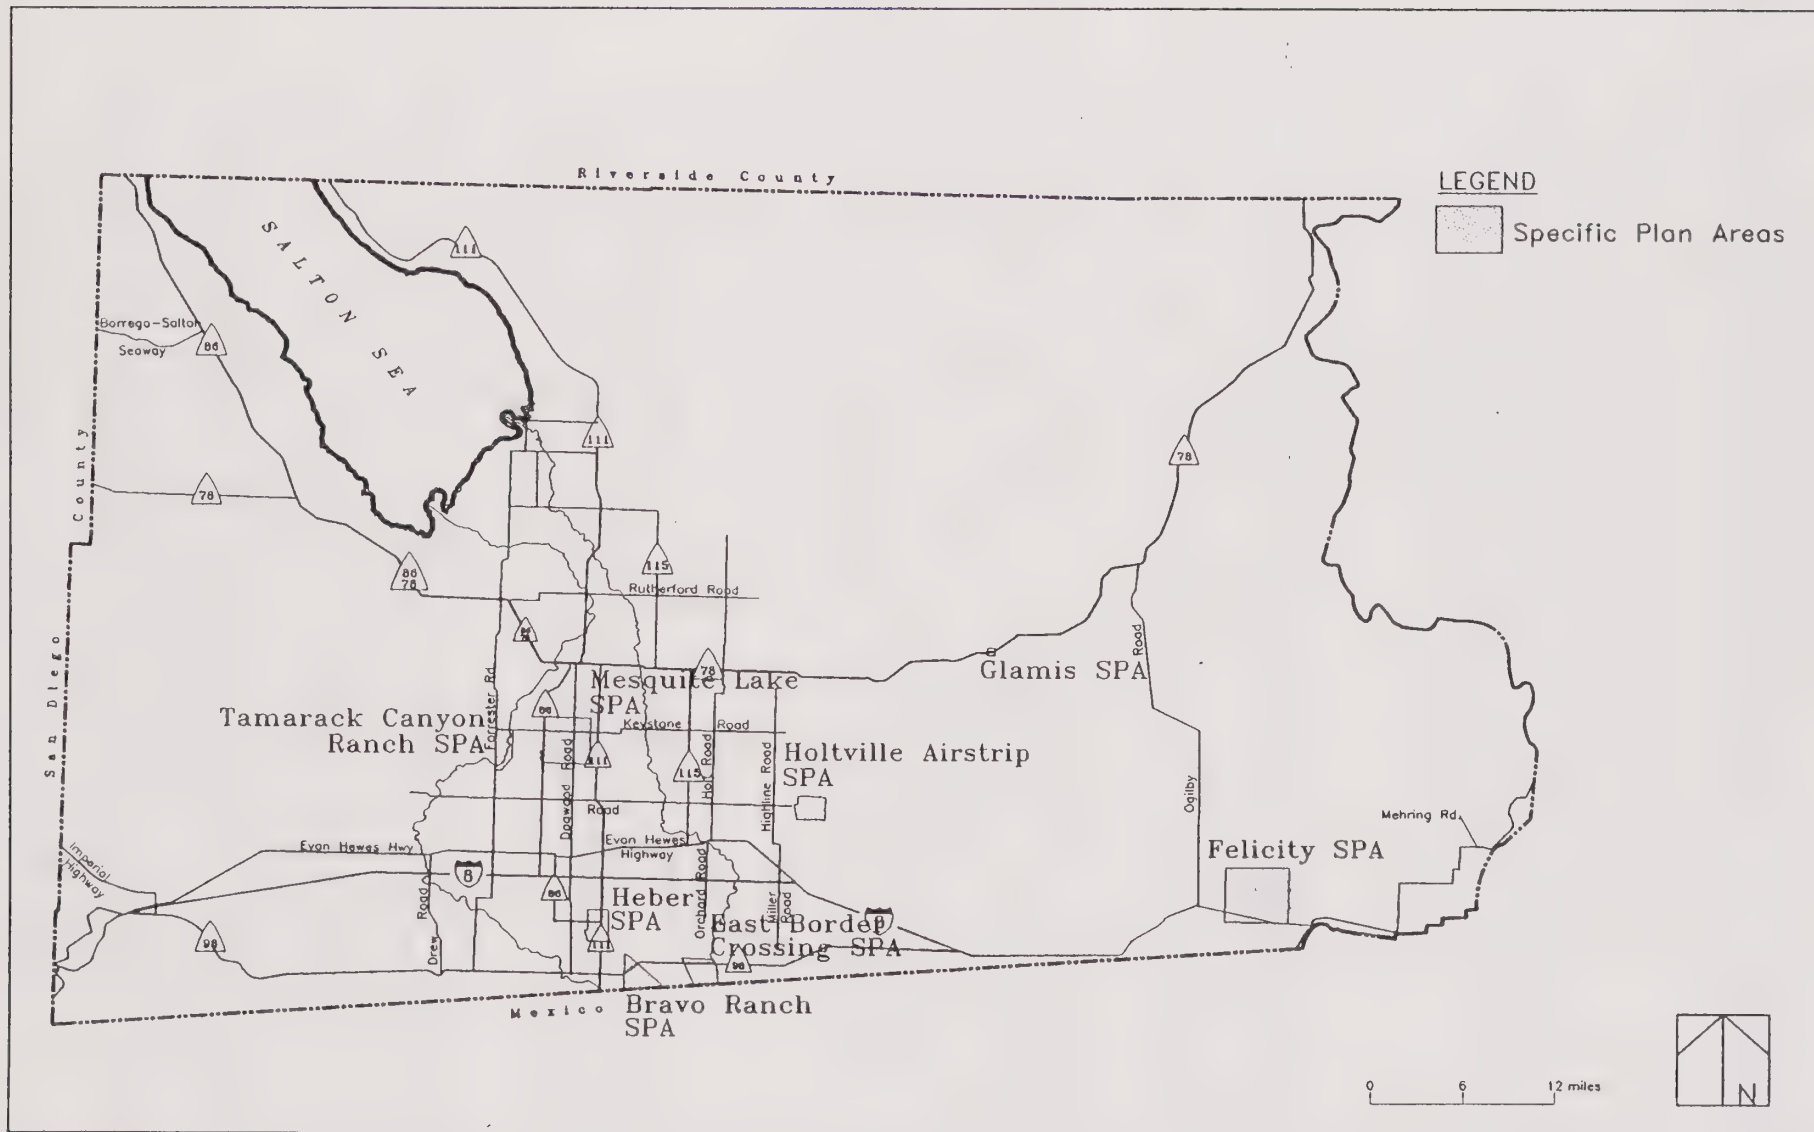 Riverside County
LEGEND
Specific Plan Areas
111
SALTON SEA
Borrego-Salton
Seaway
86
111
78
County
78
115
86
78
Rutherford Road
San Diego
Road
78
Glamis SPA
Mesquite Lake
SPA
Forrester Rd
86
Tamarack Canyon
Ranch SPA
Keystone Road
111
115
Holt Road
Highline Road
Holtville Airstrip
SPA
Dogwood Road
Road
Ogilby
Mehring Rd.
Evan Hewes Hwy
Evan Hewes
Highway
Felicity SPA
Imperial
Highway
8
86
Heber
SPA
Orchard Road
Miller
Road
Road
Drew
East Border
Crossing SPA
8
98
111
98
Mexico
Bravo Ranch
SPA
0 6 12 miles
N